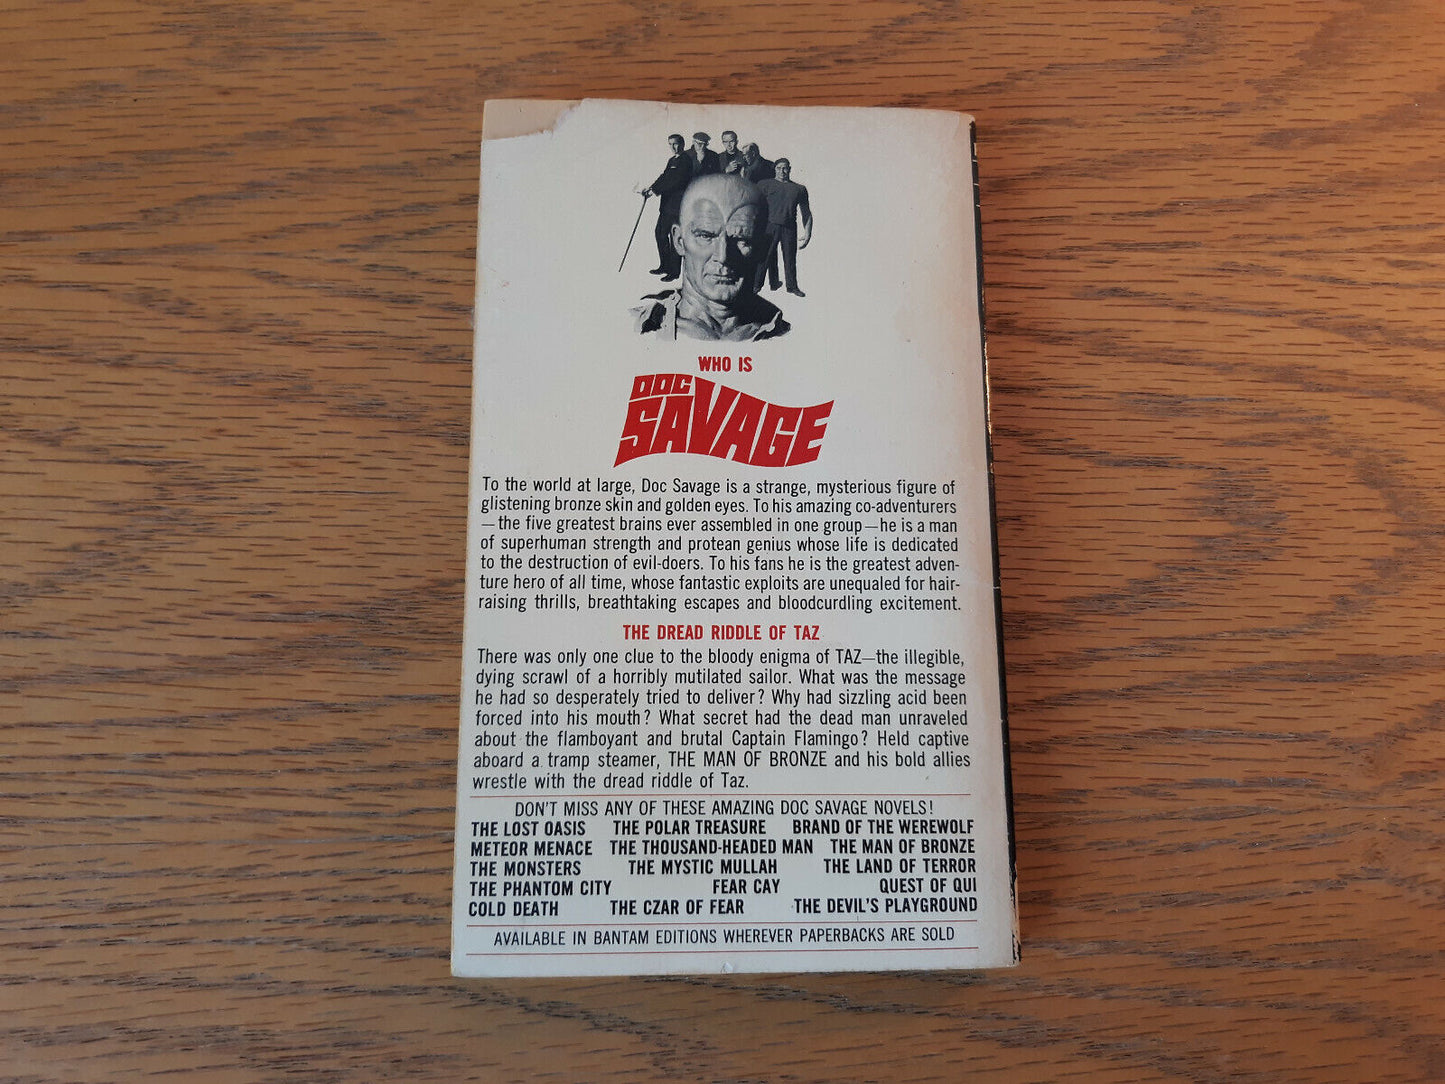 WHO IS
DOC
SAVAGE
To the world at large, Doc Savage is a strange, mysterious figure of
glistening bronze skin and golden eyes. To his amazing co-adventurers
—the five greatest brains ever assembled in one group—he is a man
of superhuman strength and protean genius whose life is dedicated
to the destruction of evil-doers. To his fans he is the greatest adven-
ture hero of all time, whose fantastic exploits are unequaled for hair-
raising thrills, breathtaking escapes and bloodcurdling excitement.
THE DREAD RIDDLE OF TAZ
There was only one clue to the bloody enigma of TAZ—the illegible,
dying scrawl of a horribly mutilated sailor. What was the message
he had so desperately tried to deliver? Why had sizzling acid been
forced into his mouth? What secret had the dead man unraveled
about the flamboyant and brutal Captain Flamingo? Held captive
aboard a tramp steamer, THE MAN OF BRONZE and his bold allies
wrestle with the dread riddle of Taz.
DON'T MISS ANY OF THESE AMAZING DOC SAVAGE NOVELS!
THE LOST OASIS THE POLAR TREASURE BRAND OF THE WEREWOLF
METEOR MENACE THE THOUSAND-HEADED MAN THE MAN OF BRONZE
THE MONSTERS THE MYSTIC MULLAH THE LAND OF TERROR
THE PHANTOM CITY FEAR CAY QUEST OF QUI
COLD DEATH THE CZAR OF FEAR THE DEVIL'S PLAYGROUND
AVAILABLE IN BANTAM EDITIONS WHEREVER PAPERBACKS ARE SOLD